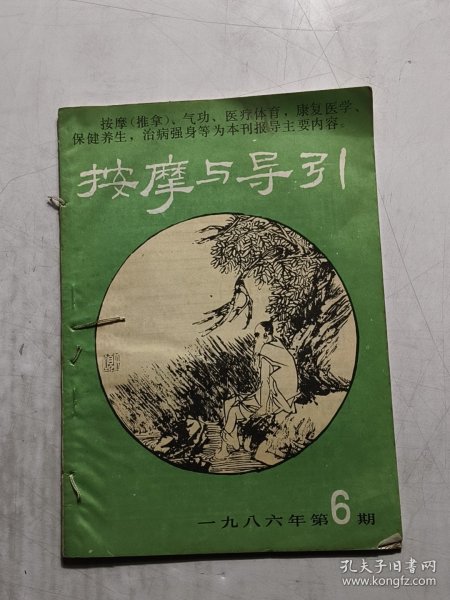 按摩(推拿)、气功、医疗体育，康复医学、
保健养生，治病强身等为本刊报导主要内容。
按摩与导引
一九八六年第6期
孔夫子旧书网
www.kongfz.com